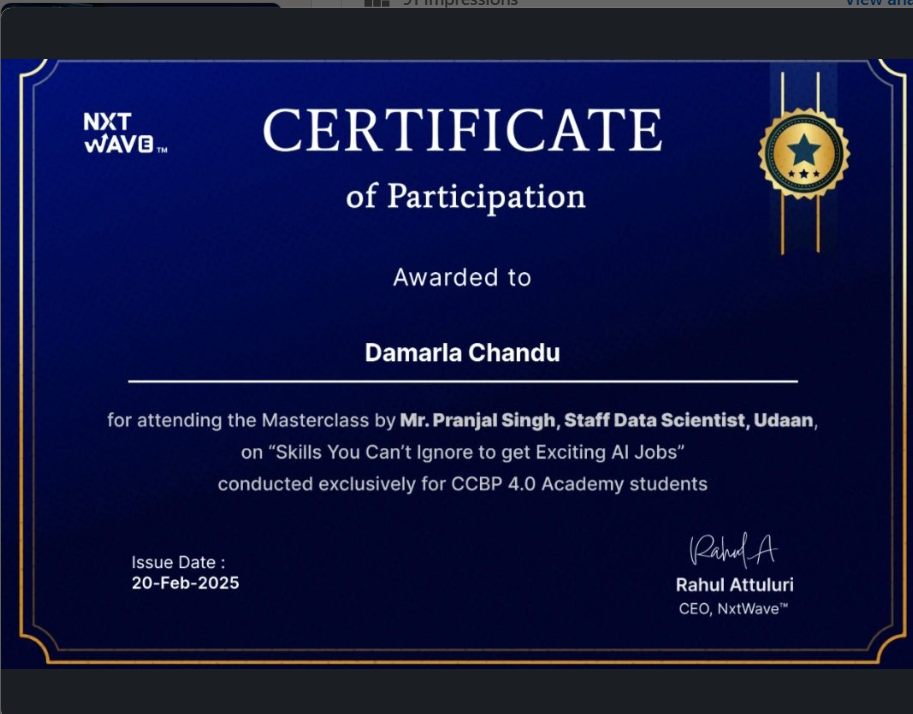 51 impressions
View ana
NXT
WAVE™
CERTIFICATE
of Participation
Awarded to
Damarla Chandu
for attending the Masterclass by Mr. Pranjal Singh, Staff Data Scientist, Udaan,
on “Skills You Can’t Ignore to get Exciting AI Jobs”
conducted exclusively for CCBP 4.0 Academy students
Issue Date :
20-Feb-2025
Rahul A
Rahul Attuluri
CEO, NxtWave™